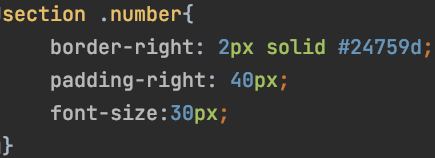 section .number{
border-right: 2px solid #24759d;
padding-right: 40px;
font-size:30px;
}